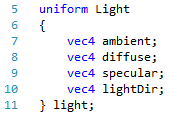 5 uniform Light
6 {
7 vec4 ambient;
8 vec4 diffuse;
9 vec4 specular;
10 vec4 lightDir;
11 } light;